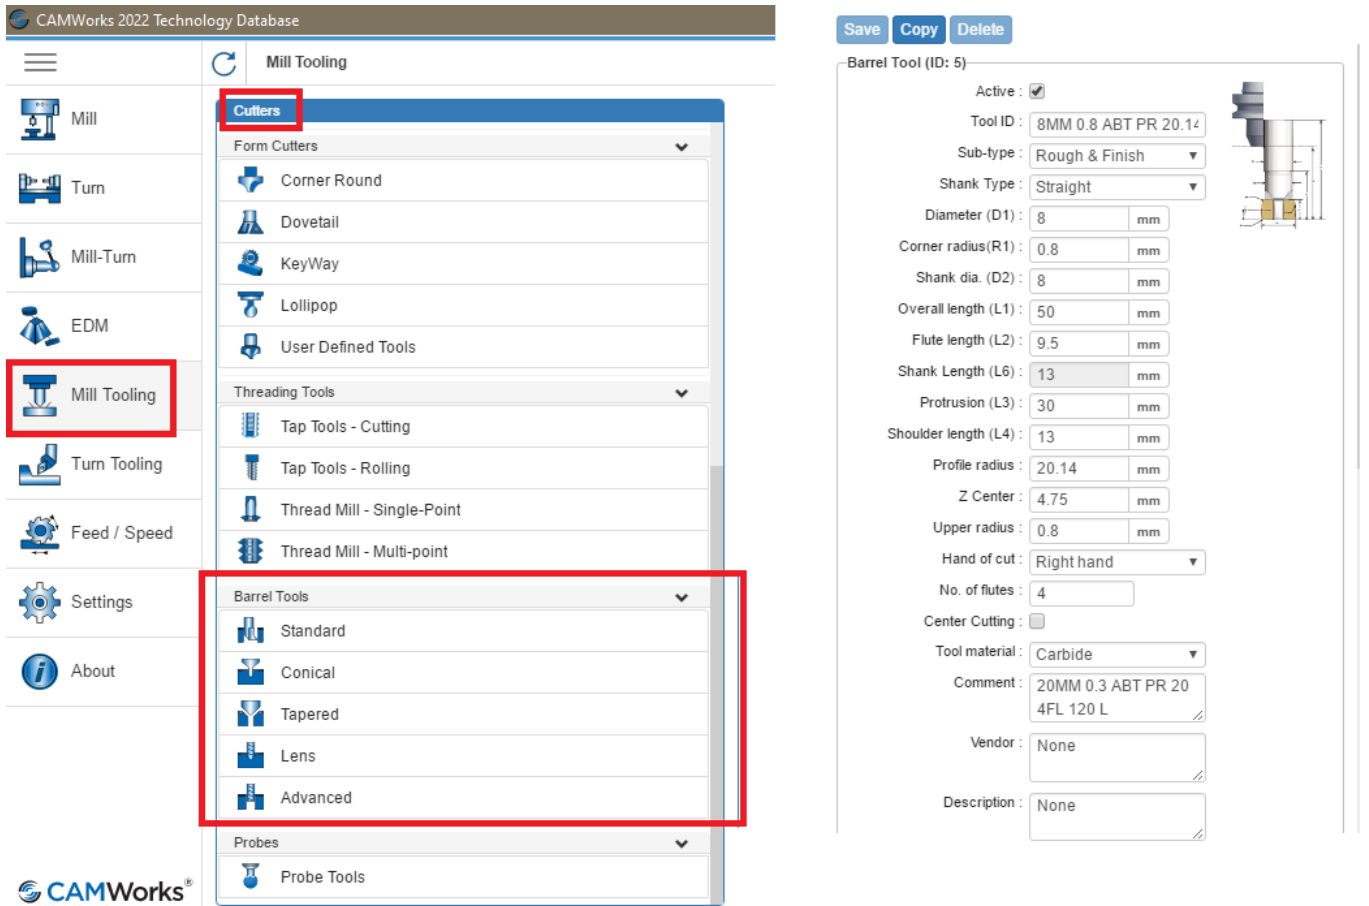 CAMWorks 2022 Technology Database
Mill Tooling
Mill
Turn
Mill-Turn
EDM
Mill Tooling
Turn Tooling
Feed / Speed
Settings
About
CAMWorks®
Cutters
Form Cutters
Corner Round
Dovetail
KeyWay
Lollipop
User Defined Tools
Threading Tools
Tap Tools - Cutting
Tap Tools - Rolling
Thread Mill - Single-Point
Thread Mill - Multi-point
Barrel Tools
Standard
Conical
Tapered
Lens
Advanced
Probes
Probe Tools
Save Copy Delete
Barrel Tool (ID: 5)
Active :
Tool ID : 8MM 0.8 ABT PR 20.14
Sub-type : Rough & Finish
Shank Type : Straight
Diameter (D1) : 8 mm
Corner radius(R1) : 0.8 mm
Shank dia. (D2) : 8 mm
Overall length (L1) : 50 mm
Flute length (L2) : 9.5 mm
Shank Length (L6) : 13 mm
Protrusion (L3) : 30 mm
Shoulder length (L4) : 13 mm
Profile radius : 20.14 mm
Z Center : 4.75 mm
Upper radius : 0.8 mm
Hand of cut : Right hand
No. of flutes : 4
Center Cutting :
Tool material : Carbide
Comment : 20MM 0.3 ABT PR 20
4FL 120 L
Vendor : None
Description : None